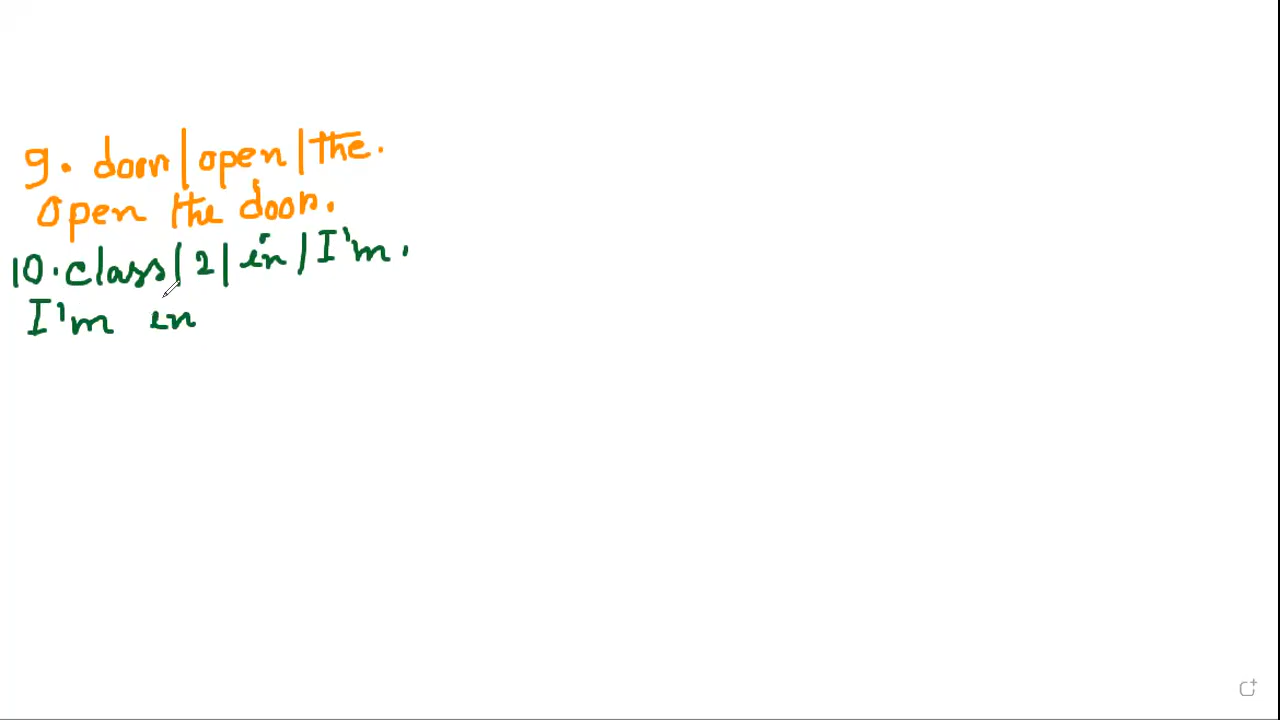 9. door|open|the.
Open the door.
10. class|2|in|I'm.
I'm in